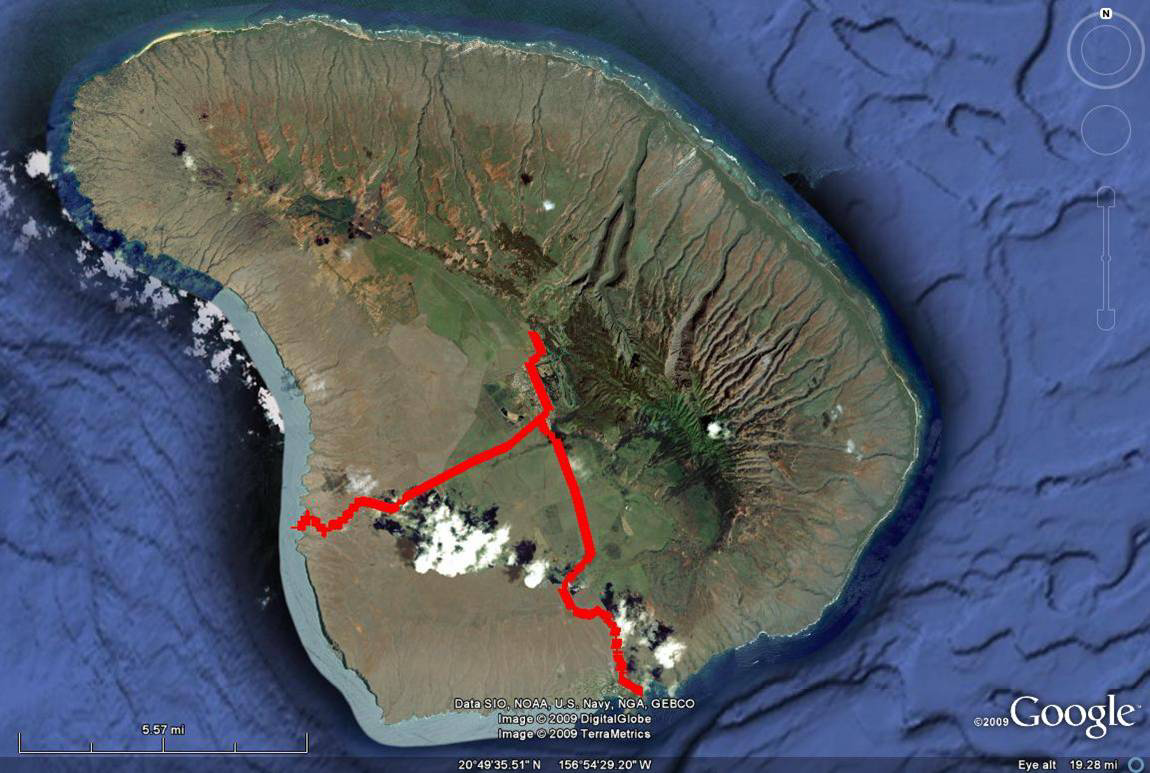 N
Data SIO, NOAA, U.S. Navy, NGA, GEBCO
Image © 2009 DigitalGlobe
Image © 2009 TerraMetrics
©2009 Google™
5.57 mi
20°49'35.51" N 156°54'29.20" W
Eye alt 19.28 mi